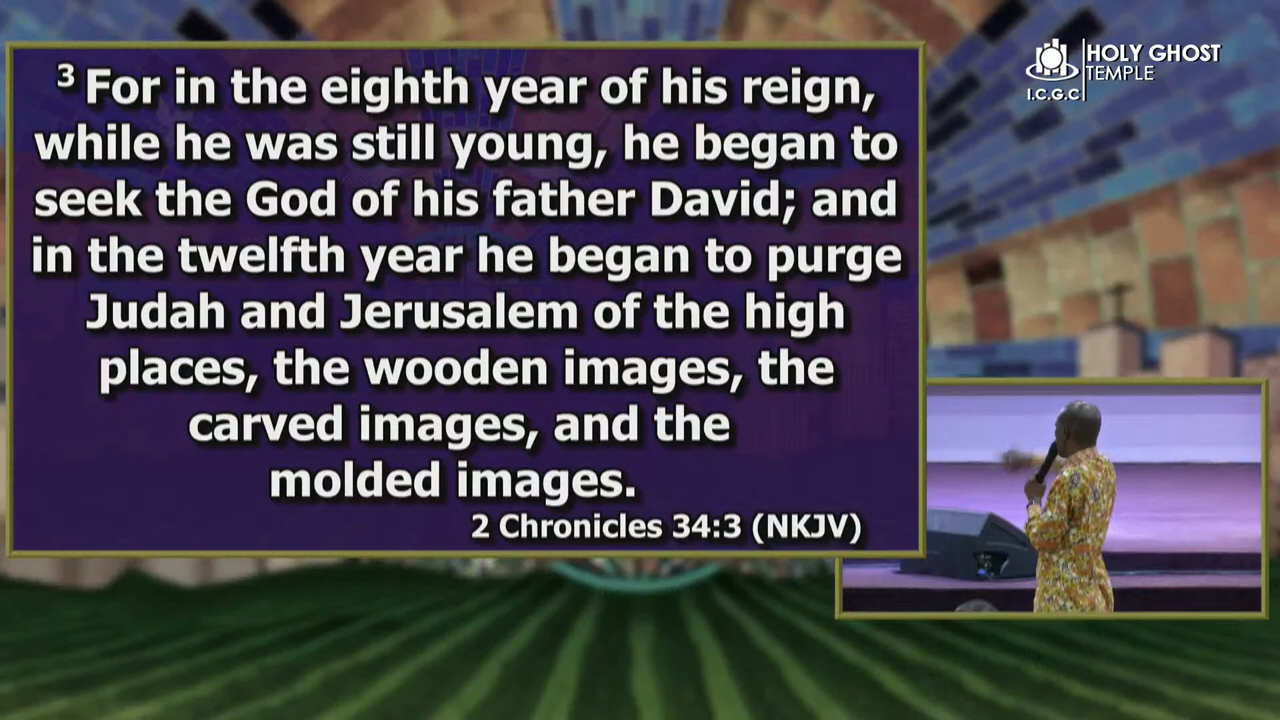 3 For in the eighth year of his reign,
while he was still young, he began to
seek the God of his father David; and
in the twelfth year he began to purge
Judah and Jerusalem of the high
places, the wooden images, the
carved images, and the
molded images.
2 Chronicles 34:3 (NKJV)
HOLY GHOST
TEMPLE
I.C.G.C